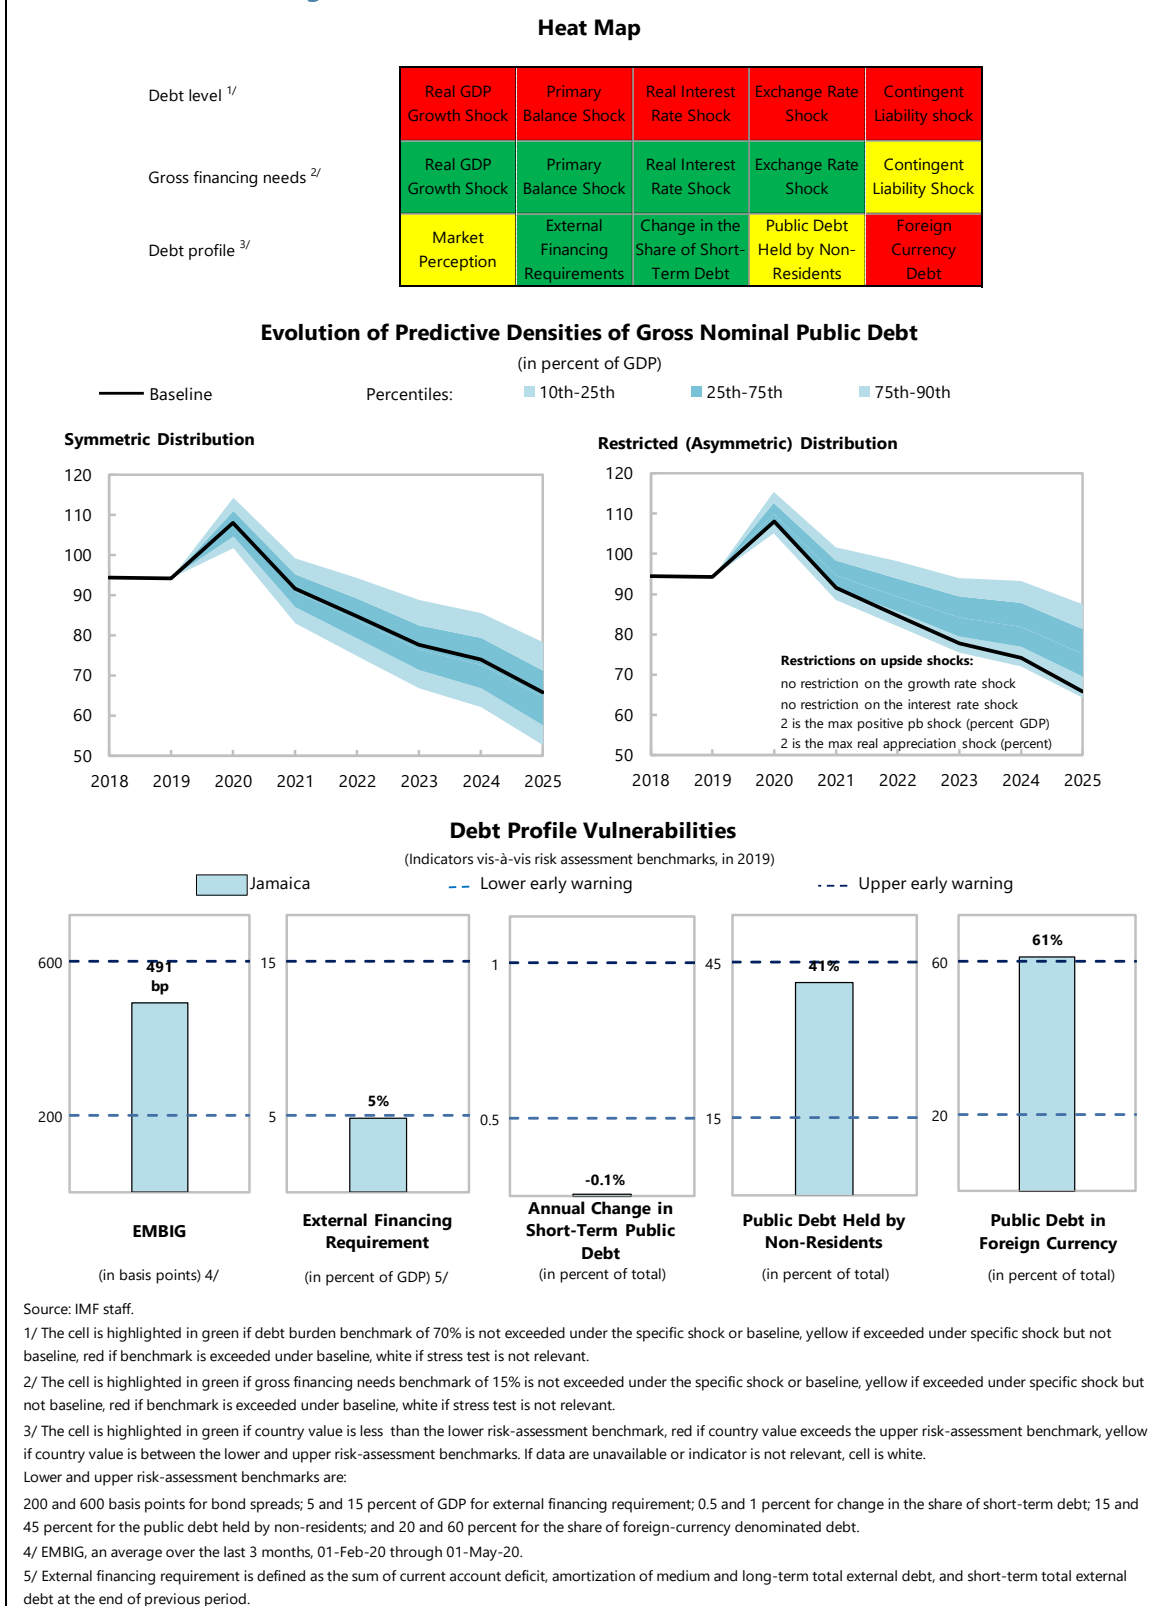 Heat Map
Debt level 1/
Real GDP Growth Shock
Primary Balance Shock
Real Interest Rate Shock
Exchange Rate Shock
Contingent Liability shock
Gross financing needs 2/
Real GDP Growth Shock
Primary Balance Shock
Real Interest Rate Shock
Exchange Rate Shock
Contingent Liability Shock
Debt profile 3/
Market Perception
External Financing Requirements
Change in the Share of Short-Term Debt
Public Debt Held by Non-Residents
Foreign Currency Debt
Evolution of Predictive Densities of Gross Nominal Public Debt
(in percent of GDP)
Baseline
Percentiles:
10th-25th
25th-75th
75th-90th
Symmetric Distribution
120
110
100
90
80
70
60
50
2018 2019 2020 2021 2022 2023 2024 2025
Restricted (Asymmetric) Distribution
120
110
100
90
80
70
60
50
Restrictions on upside shocks:
no restriction on the growth rate shock
no restriction on the interest rate shock
2 is the max positive pb shock (percent GDP)
2 is the max real appreciation shock (percent)
2018 2019 2020 2021 2022 2023 2024 2025
Debt Profile Vulnerabilities
(Indicators vis-à-vis risk assessment benchmarks, in 2019)
Jamaica
Lower early warning
Upper early warning
600
491
bp
200
EMBIG
(in basis points) 4/
15
5%
5
External Financing
Requirement
(in percent of GDP) 5/
1
0.5
-0.1%
Annual Change in
Short-Term Public
Debt
(in percent of total)
45
41%
15
Public Debt Held by
Non-Residents
(in percent of total)
61%
60
20
Public Debt in
Foreign Currency
(in percent of total)
Source: IMF staff.
1/ The cell is highlighted in green if debt burden benchmark of 70% is not exceeded under the specific shock or baseline, yellow if exceeded under specific shock but not
baseline, red if benchmark is exceeded under baseline, white if stress test is not relevant.
2/ The cell is highlighted in green if gross financing needs benchmark of 15% is not exceeded under the specific shock or baseline, yellow if exceeded under specific shock but
not baseline, red if benchmark is exceeded under baseline, white if stress test is not relevant.
3/ The cell is highlighted in green if country value is less than the lower risk-assessment benchmark, red if country value exceeds the upper risk-assessment benchmark, yellow
if country value is between the lower and upper risk-assessment benchmarks. If data are unavailable or indicator is not relevant, cell is white.
Lower and upper risk-assessment benchmarks are:
200 and 600 basis points for bond spreads; 5 and 15 percent of GDP for external financing requirement; 0.5 and 1 percent for change in the share of short-term debt; 15 and
45 percent for the public debt held by non-residents; and 20 and 60 percent for the share of foreign-currency denominated debt.
4/ EMBIG, an average over the last 3 months, 01-Feb-20 through 01-May-20.
5/ External financing requirement is defined as the sum of current account deficit, amortization of medium and long-term total external debt, and short-term total external
debt at the end of previous period.